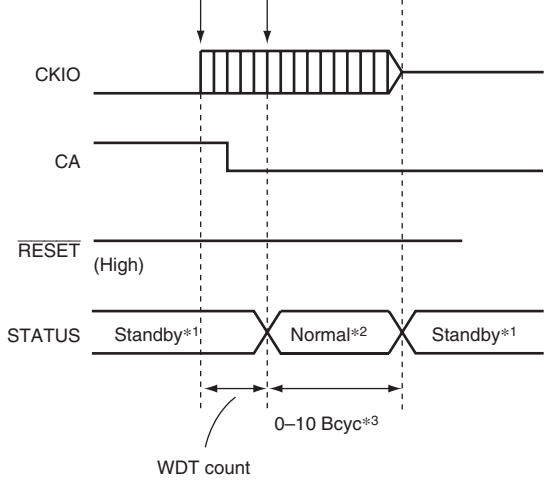 CKIO
CA
RESET
(High)
STATUS
Standby*1
Normal*2
Standby*1
0–10 Bcyc*3
WDT count